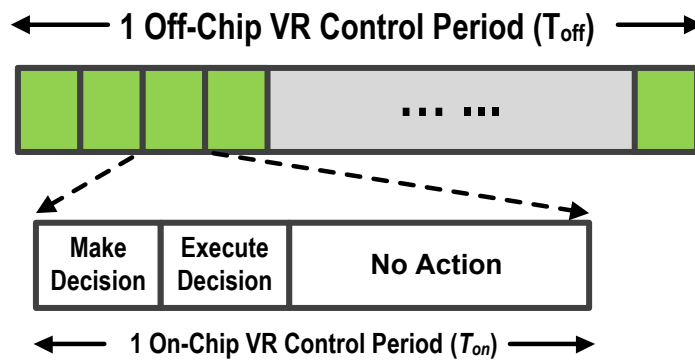 1 Off-Chip VR Control Period (Toff)
... ...
Make
Decision
Execute
Decision
No Action
1 On-Chip VR Control Period (Ton)